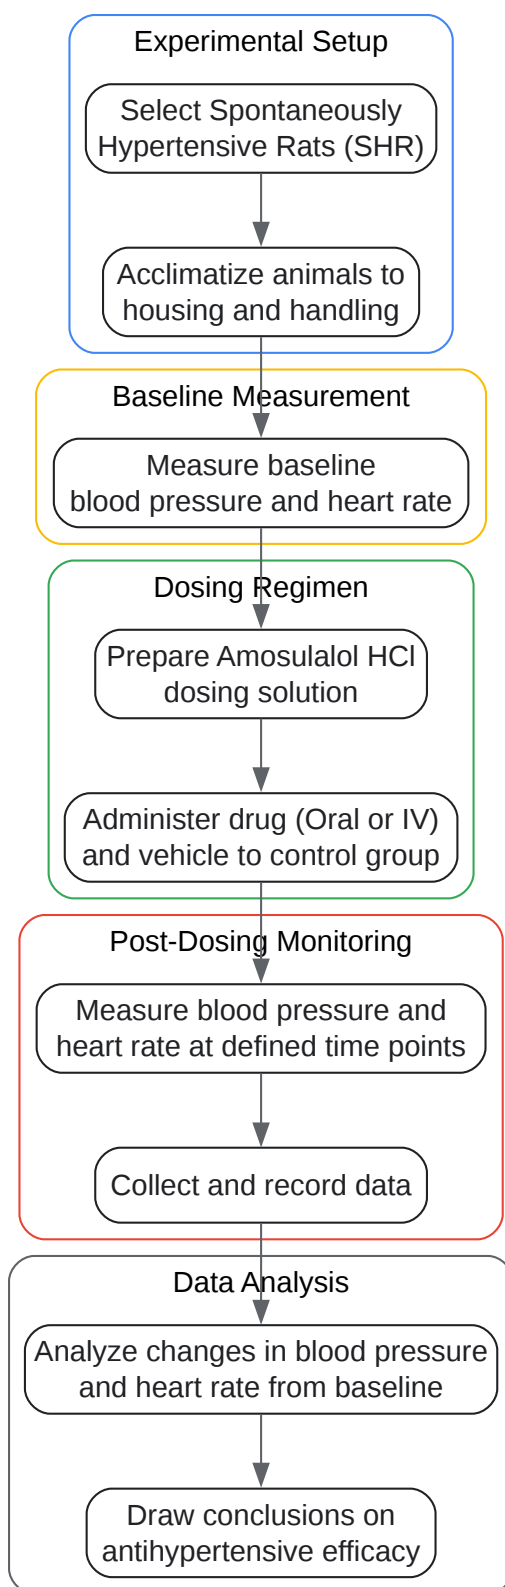 Experimental Setup
Select Spontaneously
Hypertensive Rats (SHR)
Acclimatize animals to
housing and handling
Baseline Measurement
Measure baseline
blood pressure and heart rate
Dosing Regimen
Prepare Amosulalol HCl
dosing solution
Administer drug (Oral or IV)
and vehicle to control group
Post-Dosing Monitoring
Measure blood pressure and
heart rate at defined time points
Collect and record data
Data Analysis
Analyze changes in blood pressure
and heart rate from baseline
Draw conclusions on
antihypertensive efficacy